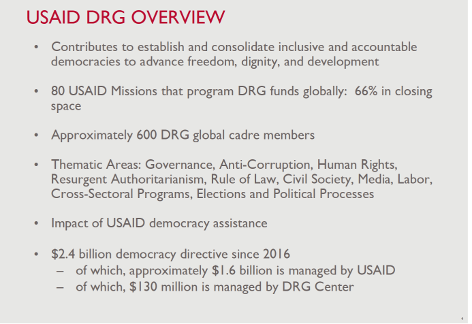 USAID DRG OVERVIEW
• Contributes to establish and consolidate inclusive and accountable
democracies to advance freedom, dignity, and development
• 80 USAID Missions that program DRG funds globally: 66% in closing
space
• Approximately 600 DRG global cadre members
• Thematic Areas: Governance, Anti-Corruption, Human Rights,
Resurgent Authoritarianism, Rule of Law, Civil Society, Media, Labor,
Cross-Sectoral Programs, Elections and Political Processes
• Impact of USAID democracy assistance
• $2.4 billion democracy directive since 2016
– of which, approximately $1.6 billion is managed by USAID
– of which, $130 million is managed by DRG Center